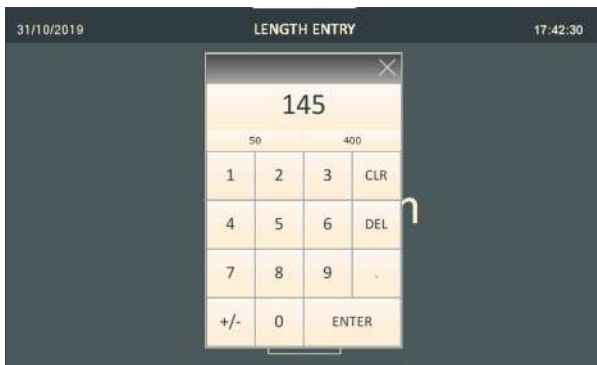 31/10/2019 LENGTH ENTRY 17:42:30
145
50 400
1 2 3 CLR
4 5 6 DEL
7 8 9 .
+/- 0 ENTER